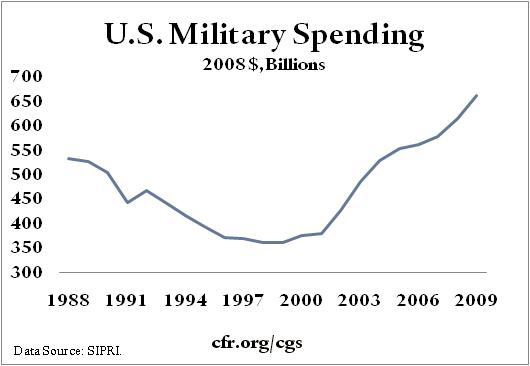 U.S. Military Spending
2008$, Billions
700
650
600
550
500
450
400
350
300
1988 1991 1994 1997 2000 2003 2006 2009
cfr.org/cgs
Data Source: SIPRI.